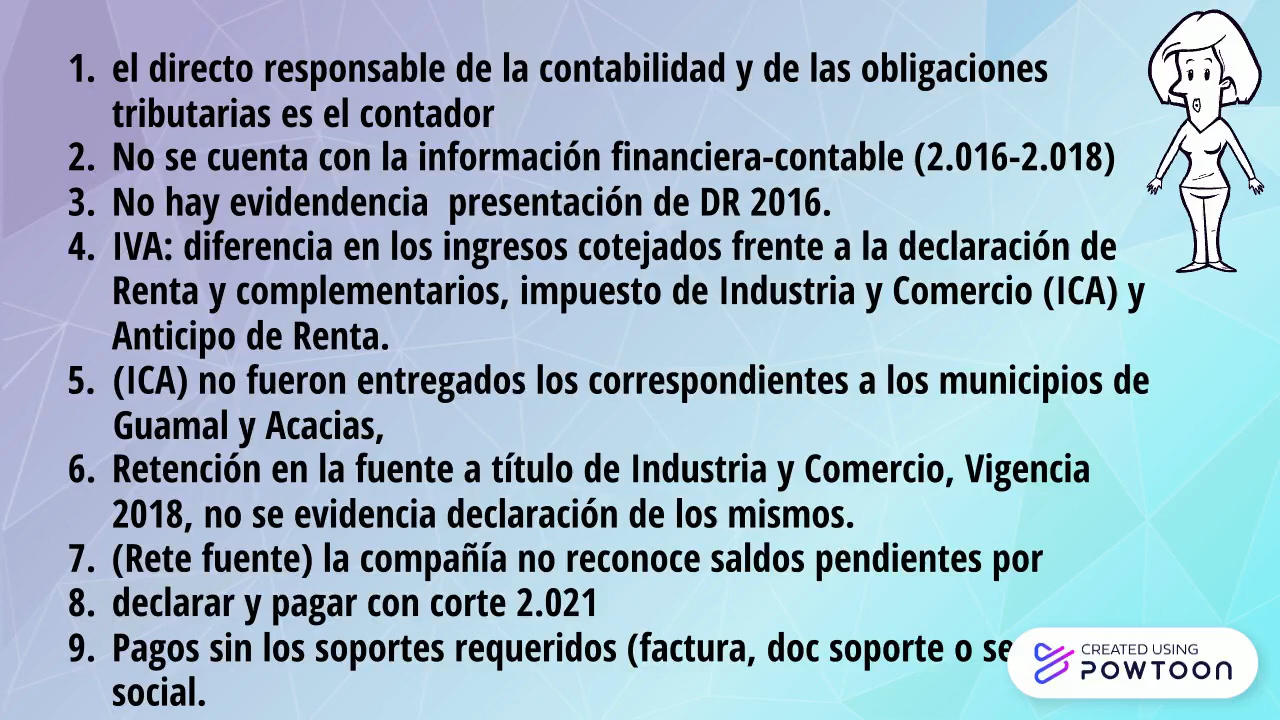 1. el directo responsable de la contabilidad y de las obligaciones
tributarias es el contador
2. No se cuenta con la información financiera-contable (2.016-2.018)
3. No hay evidendencia  presentación de DR 2016.
4. IVA: diferencia en los ingresos cotejados frente a la declaración de
Renta y complementarios, impuesto de Industria y Comercio (ICA) y
Anticipo de Renta.
5. (ICA) no fueron entregados los correspondientes a los municipios de
Guamal y Acacias,
6. Retención en la fuente a título de Industria y Comercio, Vigencia
2018, no se evidencia declaración de los mismos.
7. (Rete fuente) la compañía no reconoce saldos pendientes por
8. declarar y pagar con corte 2.021
9. Pagos sin los soportes requeridos (factura, doc soporte o
social.
CREATED USING
POWTOON